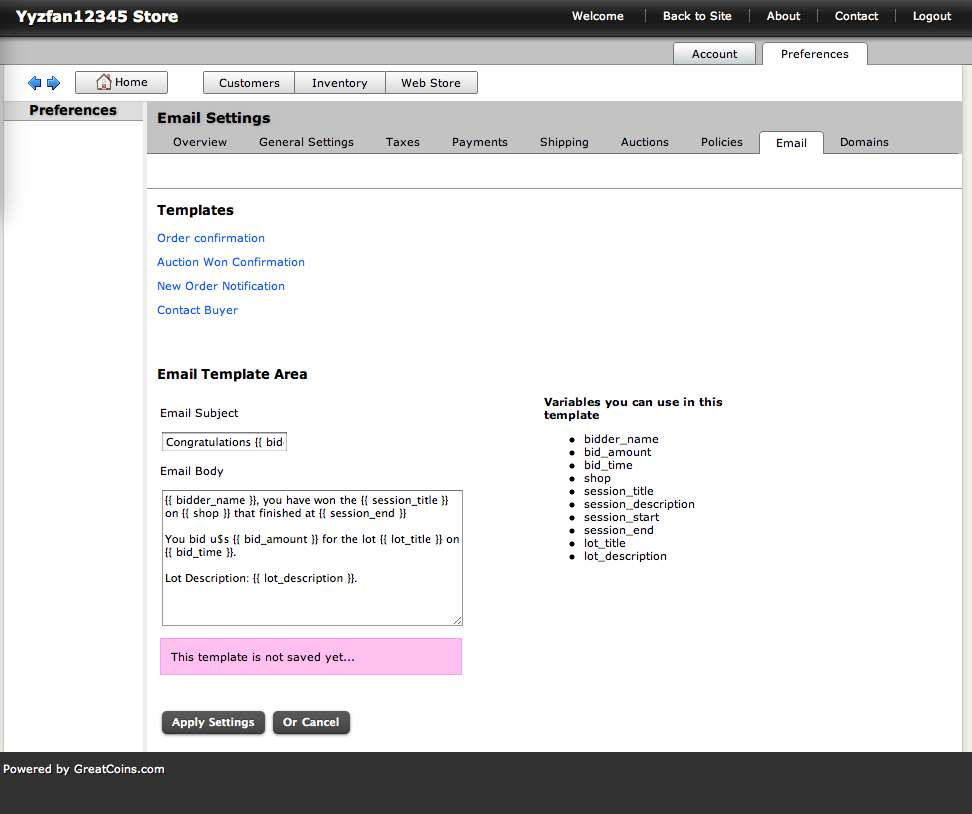 Yyzfan12345 Store
Welcome Back to Site About Contact Logout
Account Preferences
Home Customers Inventory Web Store
Preferences
Email Settings
Overview General Settings Taxes Payments Shipping Auctions Policies Email Domains
Templates
Order confirmation
Auction Won Confirmation
New Order Notification
Contact Buyer
Email Template Area
Email Subject
Congratulations {{ bid
Email Body
{{ bidder_name }}, you have won the {{ session_title }}
on {{ shop }} that finished at {{ session_end }}
You bid u$s {{ bid_amount }} for the lot {{ lot_title }} on
{{ bid_time }}.
Lot Description: {{ lot_description }}.
This template is not saved yet...
Apply Settings Or Cancel
Variables you can use in this
template
bidder_name
bid_amount
bid_time
shop
session_title
session_description
session_start
session_end
lot_title
lot_description
Powered by GreatCoins.com